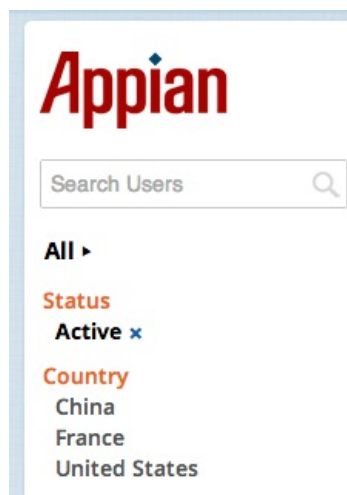 Appian
Search Users
All ▸
Status
Active ×
Country
China
France
United States